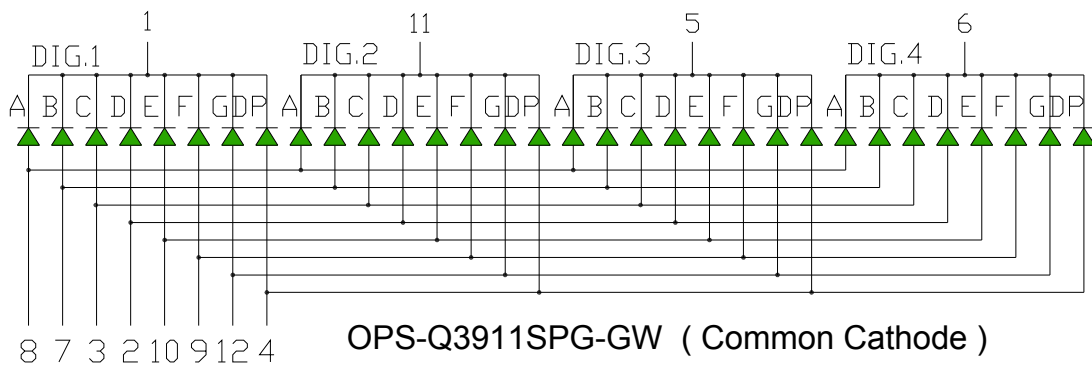 1 11 5 6
DIG.1 DIG.2 DIG.3 DIG.4
A B C D E F G DP A B C D E F G DP A B C D E F G DP A B C D E F G DP
8 7 3 2 10 9 12 4
OPS-Q3911SPG-GW ( Common Cathode )